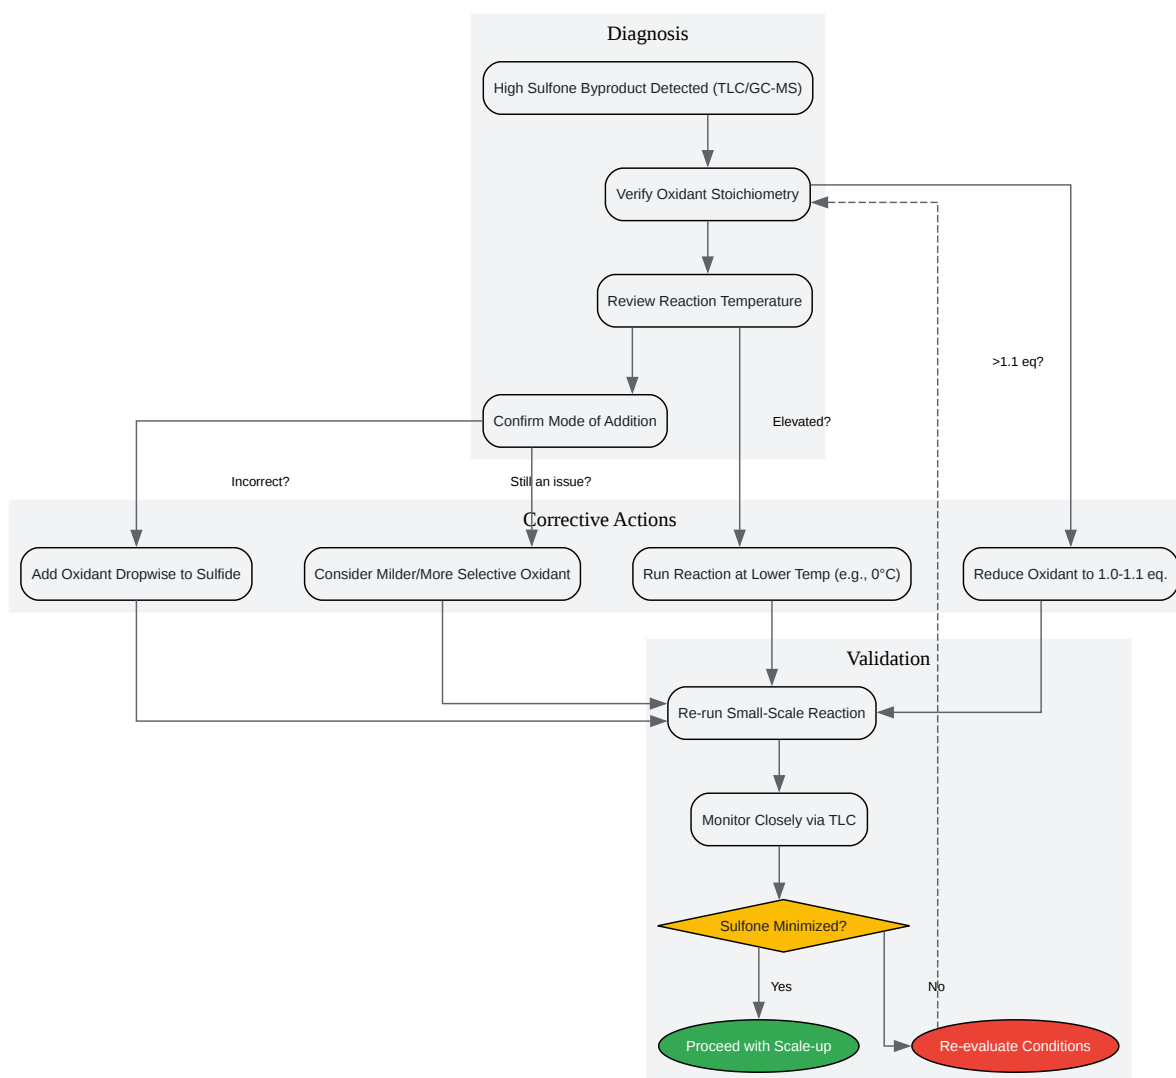 Diagnosis
High Sulfone Byproduct Detected (TLC/GC-MS)
Verify Oxidant Stoichiometry
Review Reaction Temperature
>1.1 eq?
Confirm Mode of Addition
Elevated?
Incorrect?
Still an issue?
Corrective Actions
Add Oxidant Dropwise to Sulfide
Consider Milder/More Selective Oxidant
Run Reaction at Lower Temp (e.g., 0°C)
Reduce Oxidant to 1.0-1.1 eq.
Validation
Re-run Small-Scale Reaction
Monitor Closely via TLC
Sulfone Minimized?
Yes
No
Proceed with Scale-up
Re-evaluate Conditions